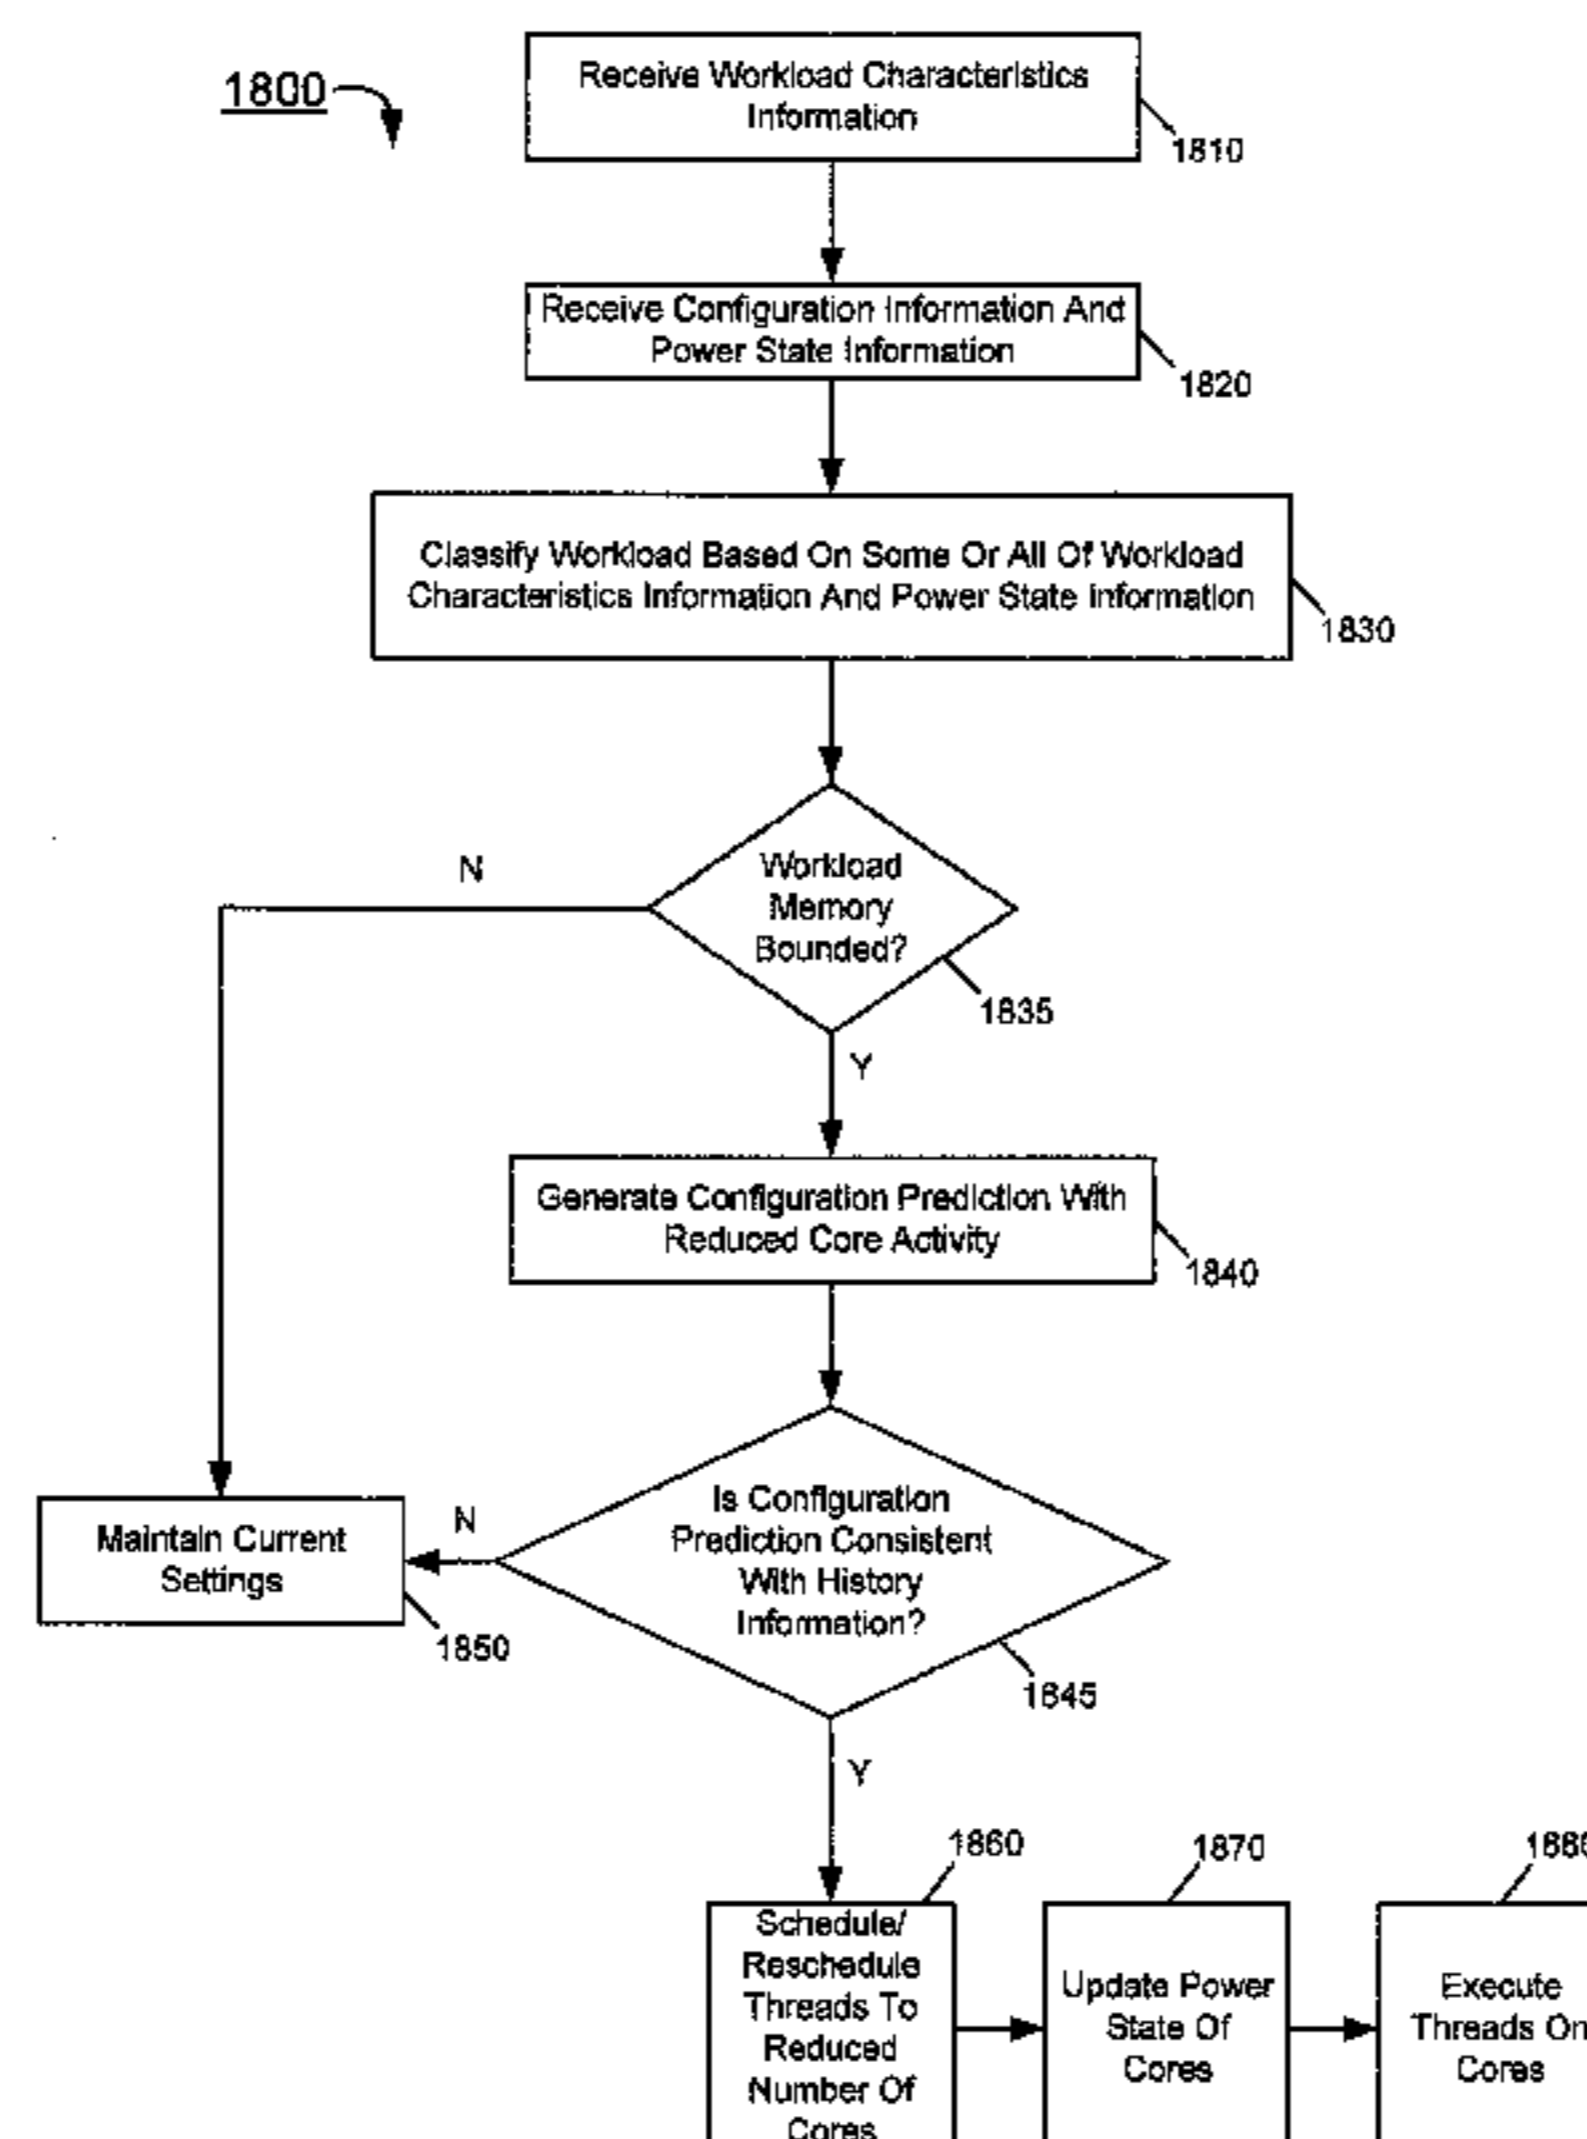 1800
Receive Workload Characteristics
Information
1810
Receive Configuration Information And
Power State Information
1820
Classify Workload Based On Some Or All Of Workload
Characteristics Information And Power State Information
1830
Workload
Memory
Bounded?
1835
N
Y
Generate Configuration Prediction With
Reduced Core Activity
1840
Is Configuration
Prediction Consistent
With History
Information?
1845
N
Maintain Current
Settings
1850
Y
1860
Schedule/
Reschedule
Threads To
Reduced
Number Of
Cores
1870
Update Power
State Of
Cores
Execute
Threads On
Cores